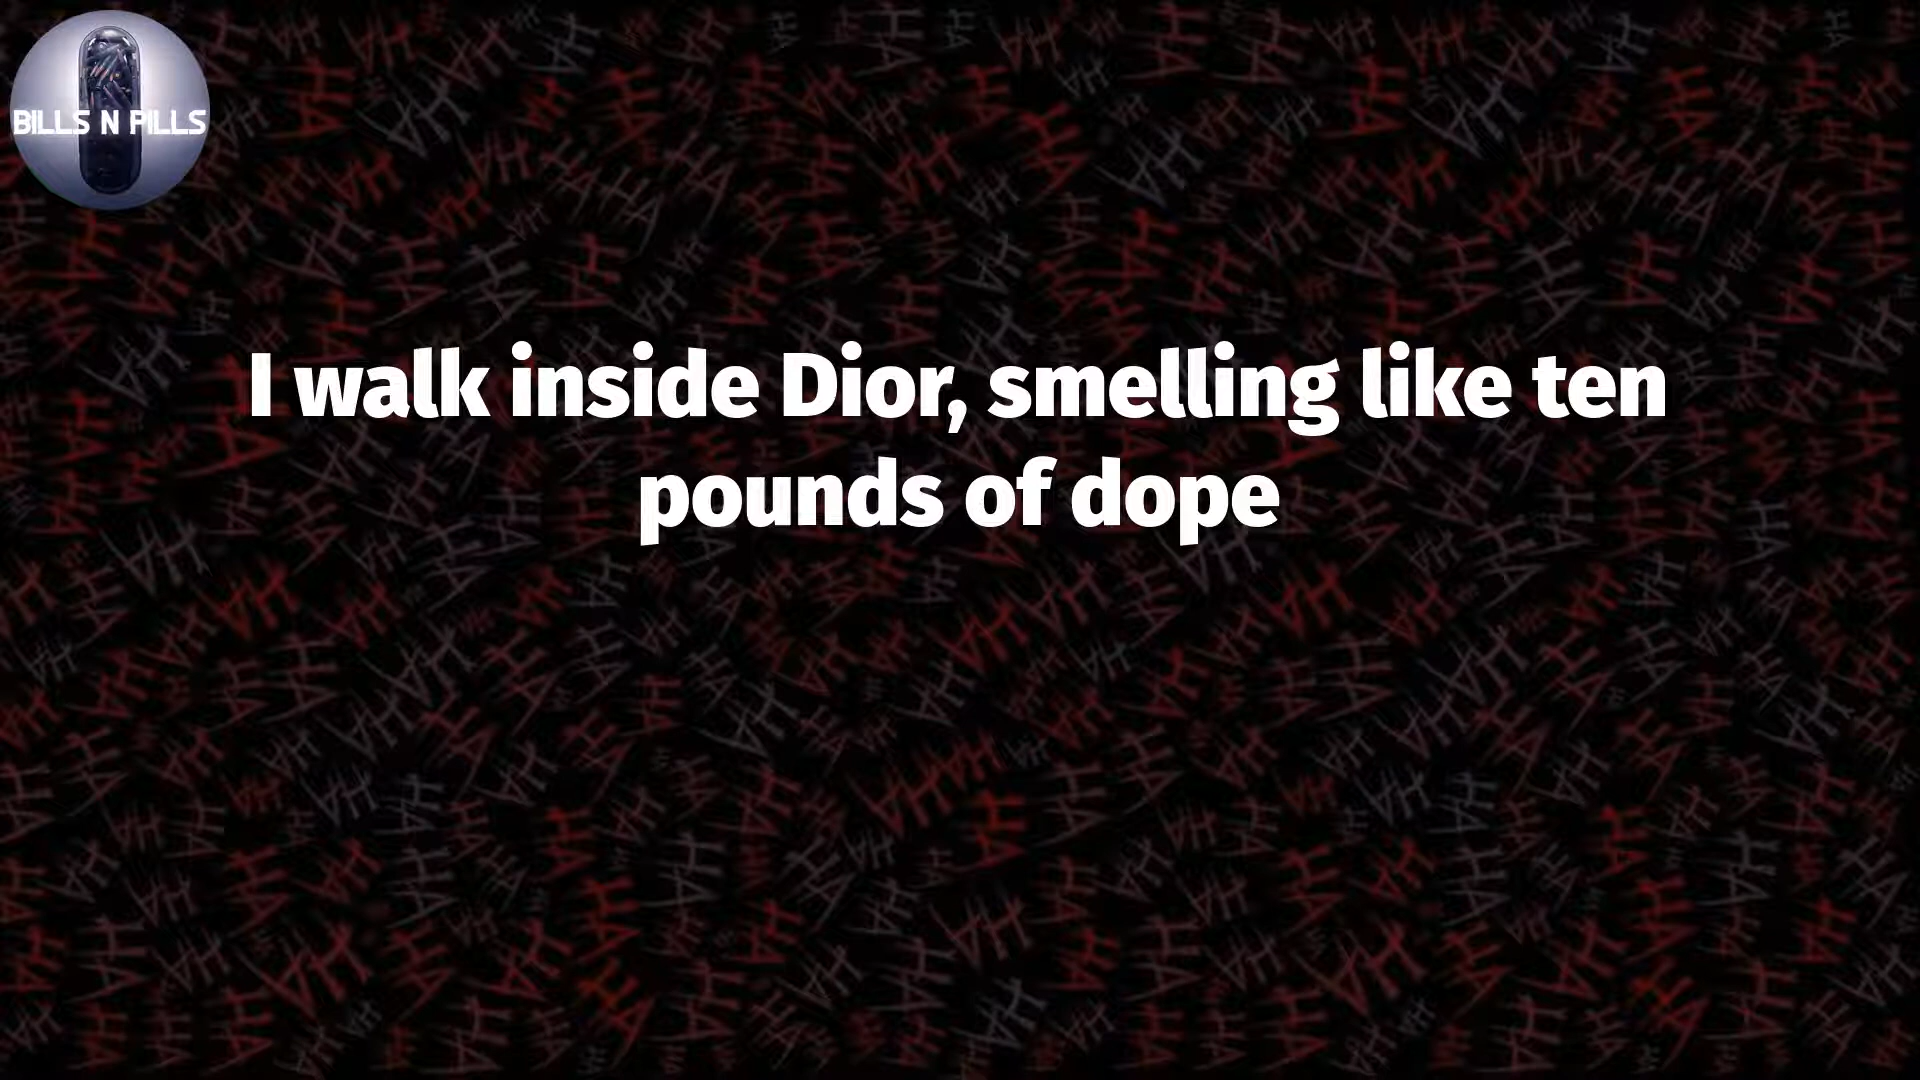 BILLS N PILLS
I walk inside Dior, smelling like ten
pounds of dope